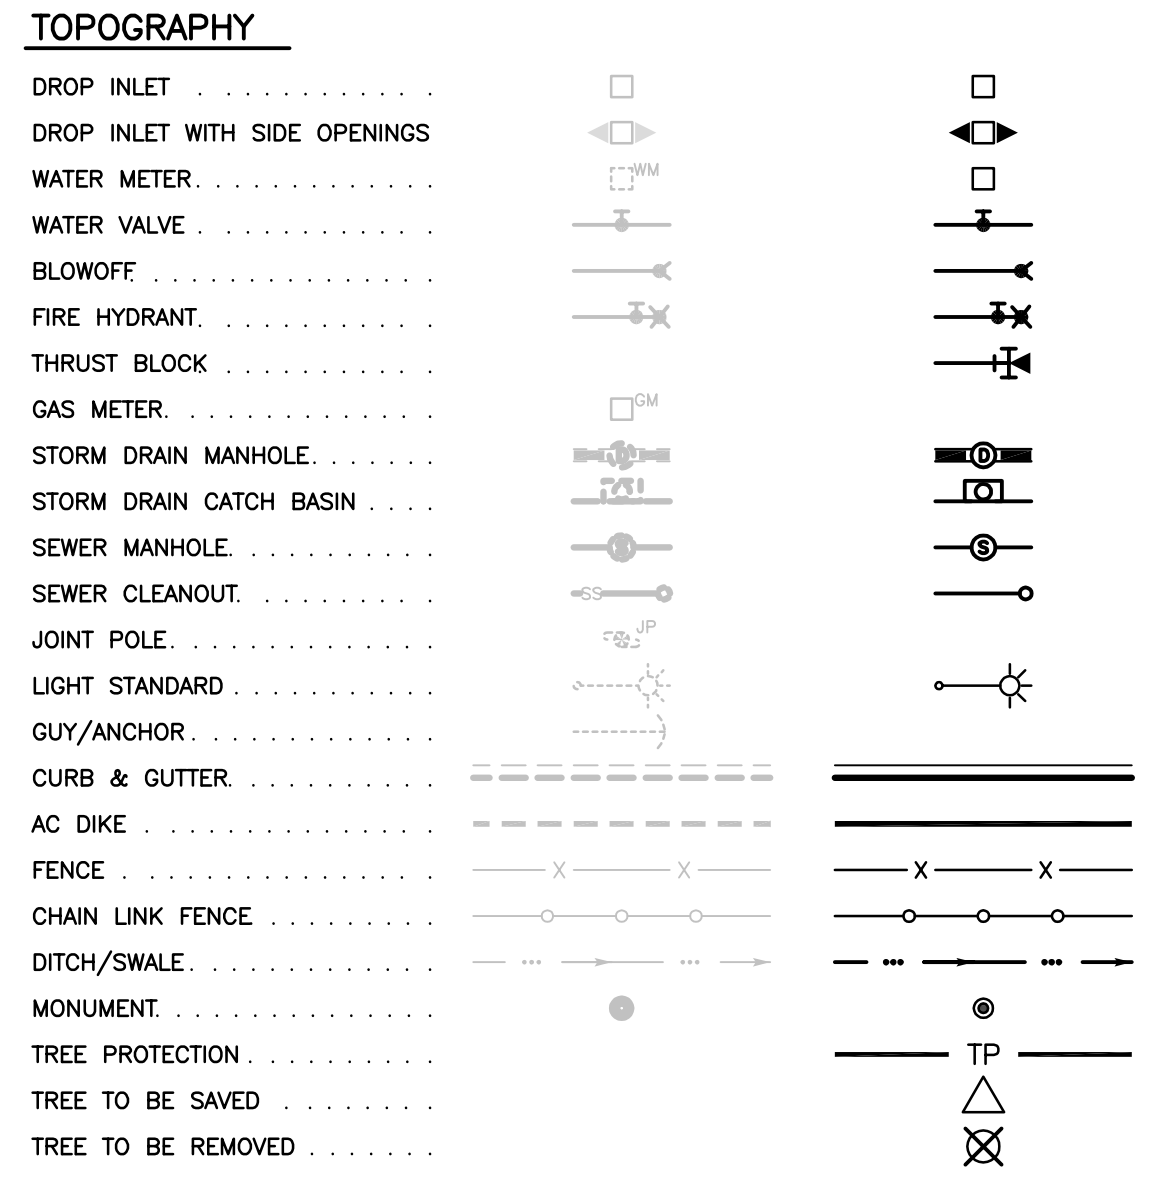 TOPOGRAPHY
DROP INLET . . . . . . . . . . . .
DROP INLET WITH SIDE OPENINGS
WATER METER . . . . . . . . . . . . . WM
WATER VALVE . . . . . . . . . . . .
BLOWOFF . . . . . . . . . . . . . . .
FIRE HYDRANT . . . . . . . . . . . .
THRUST BLOCK . . . . . . . . . . . .
GAS METER . . . . . . . . . . . . . . GM
STORM DRAIN MANHOLE . . . . . . . D D
STORM DRAIN CATCH BASIN . . . .
SEWER MANHOLE . . . . . . . . . . . S S
SEWER CLEANOUT . . . . . . . . . . SS
JOINT POLE . . . . . . . . . . . . . . JP
LIGHT STANDARD . . . . . . . . . . .
GUY/ANCHOR . . . . . . . . . . . . .
CURB & GUTTER . . . . . . . . . . .
AC DIKE . . . . . . . . . . . . . . .
FENCE . . . . . . . . . . . . . . . . X X X X
CHAIN LINK FENCE . . . . . . . . .
DITCH/SWALE . . . . . . . . . . . . .
MONUMENT . . . . . . . . . . . . . . .
TREE PROTECTION . . . . . . . . . . TP
TREE TO BE SAVED . . . . . . . .
TREE TO BE REMOVED . . . . . . .